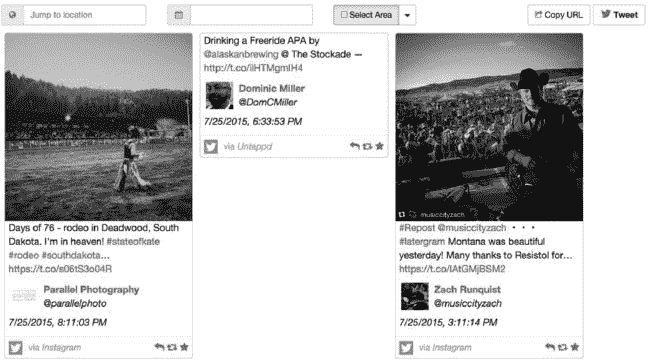 Jump to location
Select Area
Copy URL
Tweet
Days of 76 - rodeo in Deadwood, South
Dakota. I'm in heaven! #stateofkate
#rodeo #southdakota…
https://t.co/s06tS3o04R
Parallel Photography
@parallelphoto
7/25/2015, 8:11:03 PM
via Instagram
Drinking a Freeride APA by
@alaskanbrewing @ The Stockade —
http://t.co/ilHTMgmIH4
Dominic Miller
@DomCMiller
7/25/2015, 6:33:53 PM
via Untappd
musiccityzach
#Repost @musiccityzach ・・・
#latergram Montana was beautiful
yesterday! Many thanks to Resistol for…
https://t.co/IAtGMjBSM2
Zach Runquist
@musiccityzach
7/25/2015, 3:11:14 PM
via Instagram